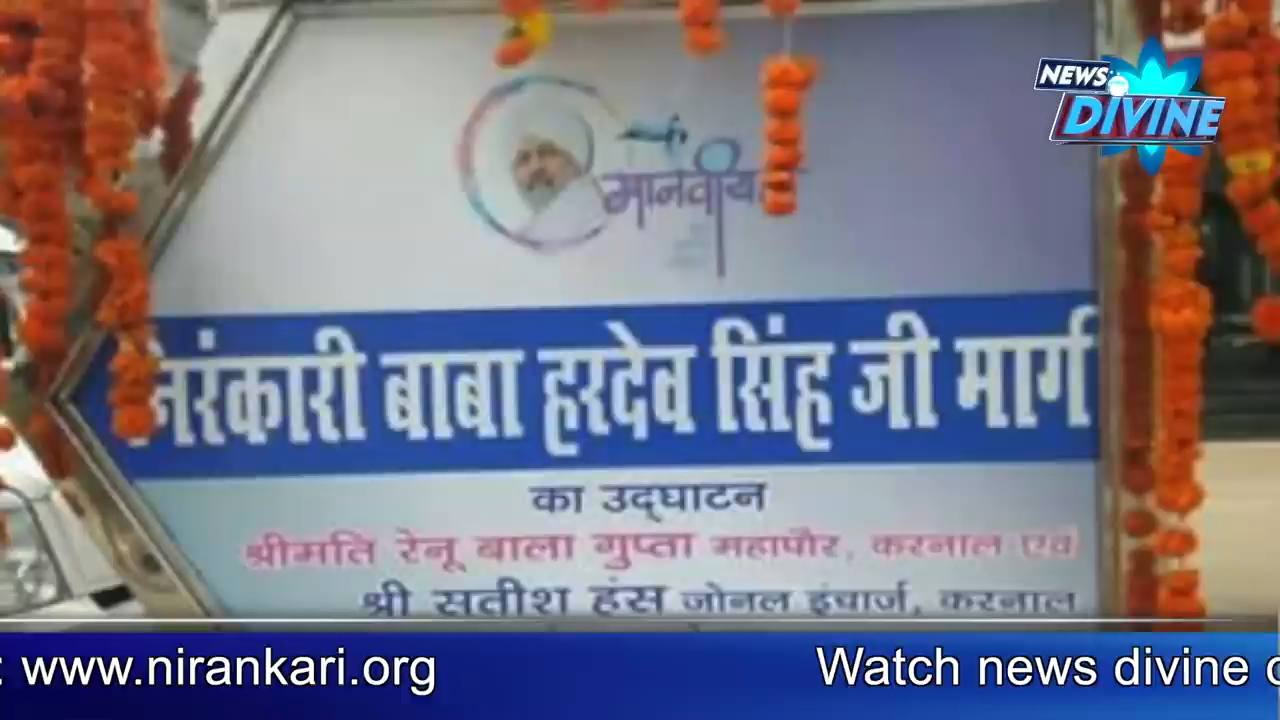 NEWS
DIVINE
मानवीय
निरंकारी बाबा हरदेव सिंह जी मार्ग
का उद्घाटन
श्रीमति रेनू बाला गुप्ता महापौर, करनाल एवं
श्री सतीश हंस जोनल इंचार्ज, करनाल
: www.nirankari.org
Watch news divine